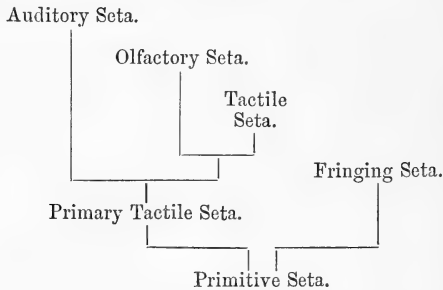 Auditory Seta.
Olfactory Seta.
Tactile
Seta.
Fringing Seta.
Primary Tactile Seta.
Primitive Seta.